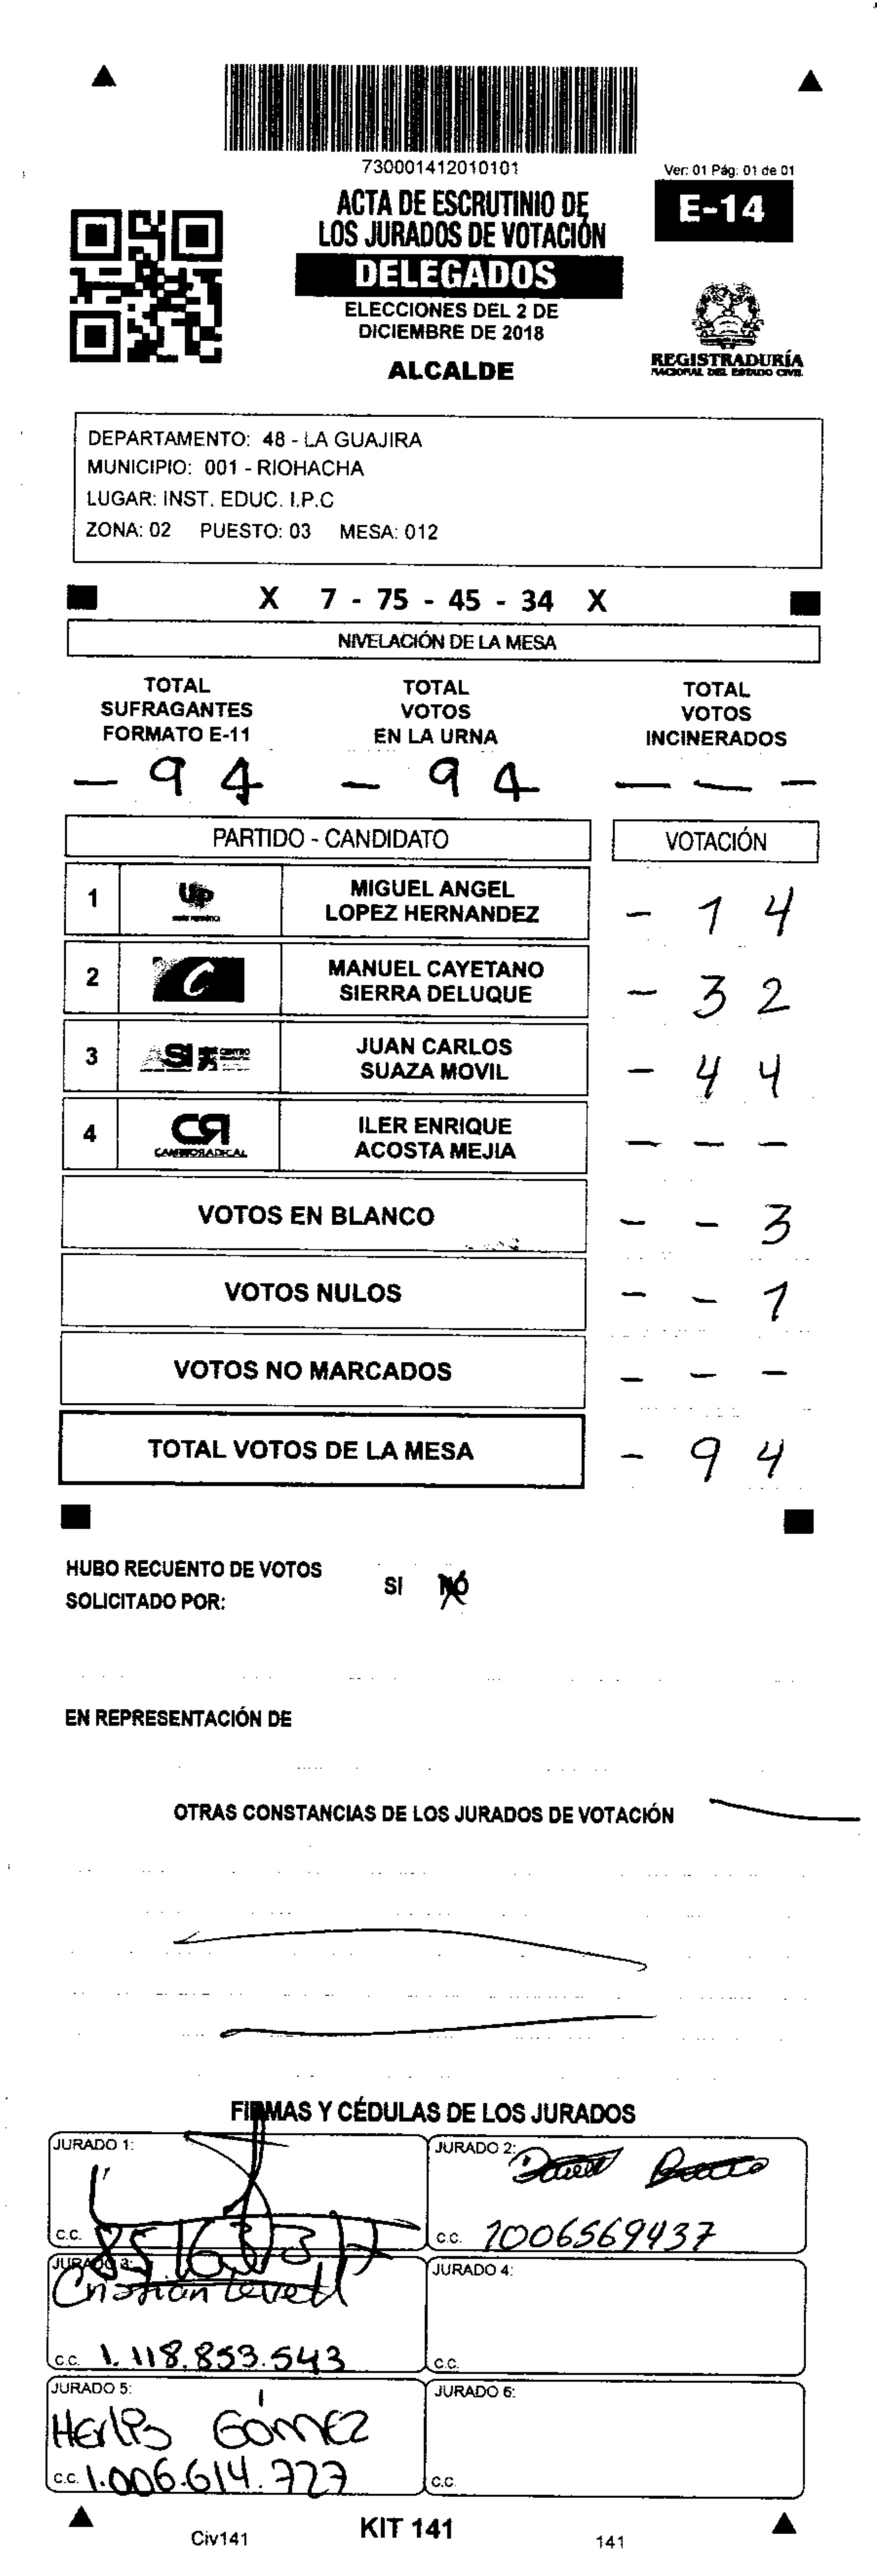 730001412010101
Ver: 01 Pág: 01 de 01
ACTA DE ESCRUTINIO DE
LOS JURADOS DE VOTACIÓN
E-14
DELEGADOS
ELECCIONES DEL 2 DE
DICIEMBRE DE 2018
ALCALDE
REGISTRADURÍA
NACIONAL DEL ESTADO CIVIL
DEPARTAMENTO: 48 - LA GUAJIRA
MUNICIPIO: 001 - RIOHACHA
LUGAR: INST. EDUC. I.P.C
ZONA: 02 PUESTO: 03 MESA: 012
X 7 - 75 - 45 - 34 X
NIVELACIÓN DE LA MESA
TOTAL
SUFRAGANTES
FORMATO E-11
TOTAL
VOTOS
EN LA URNA
TOTAL
VOTOS
INCINERADOS
- 9 4 - 9 4 - - -
PARTIDO - CANDIDATO VOTACIÓN
1 Up MIGUEL ANGEL
LOPEZ HERNANDEZ - 1 4
2 C MANUEL CAYETANO
SIERRA DELUQUE - 3 2
3 ASI JUAN CARLOS
SUAZA MOVIL - 4 4
4 CR CAMBIO RADICAL ILER ENRIQUE
ACOSTA MEJIA - - -
VOTOS EN BLANCO - - 3
VOTOS NULOS - - 1
VOTOS NO MARCADOS - - -
TOTAL VOTOS DE LA MESA - 9 4
HUBO RECUENTO DE VOTOS SI NO
SOLICITADO POR:
EN REPRESENTACIÓN DE
OTRAS CONSTANCIAS DE LOS JURADOS DE VOTACIÓN
FIRMAS Y CÉDULAS DE LOS JURADOS
JURADO 1:
C.C.
JURADO 2:
C.C. 1006569437
JURADO 3:
C.C. 1.118.853.543
JURADO 4:
C.C.
JURADO 5:
Herlis Gómez
C.C. 1.006.614.727
JURADO 6:
C.C.
Civ141 KIT 141 141